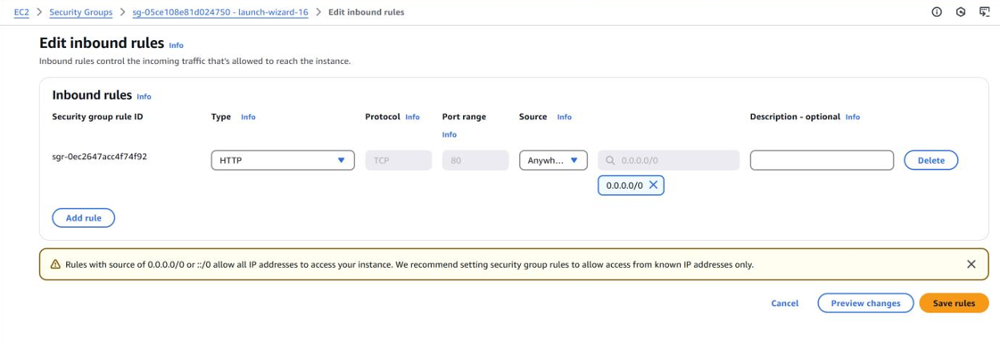 EC2 > Security Groups > sg-05ce108e81d024750 - launch-wizard-16 > Edit inbound rules
Edit inbound rules Info
Inbound rules control the incoming traffic that's allowed to reach the instance.
Inbound rules Info
Security group rule ID Type Info Protocol Info Port range Info Source Info Description - optional Info
sgr-0ec2647acc4f74f92 HTTP TCP 80 Anywh... 0.0.0.0/0 Delete
0.0.0.0/0
Add rule
Rules with source of 0.0.0.0/0 or ::/0 allow all IP addresses to access your instance. We recommend setting security group rules to allow access from known IP addresses only.
Cancel Preview changes Save rules